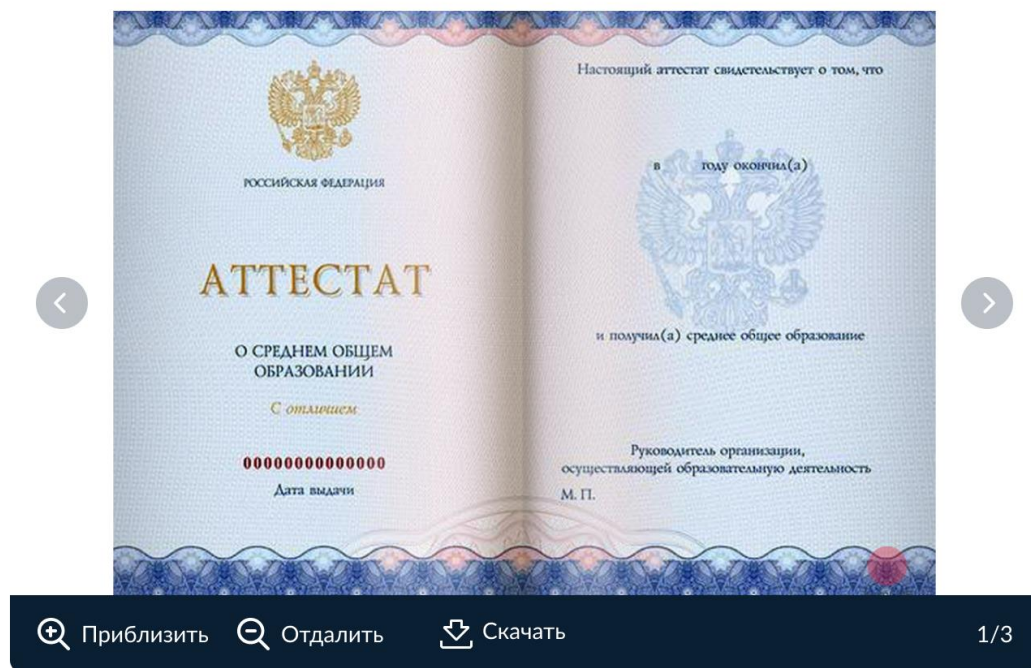 РОССИЙСКАЯ ФЕДЕРАЦИЯ
АТТЕСТАТ
О СРЕДНЕМ ОБЩЕМ
ОБРАЗОВАНИИ
С отличием
00000000000000
Дата выдачи
Настоящий аттестат свидетельствует о том, что
в году окончил(а)
и получил(а) среднее общее образование
Руководитель организации,
осуществляющей образовательную деятельность
М. П.
Приблизить Отдалить Скачать 1/3